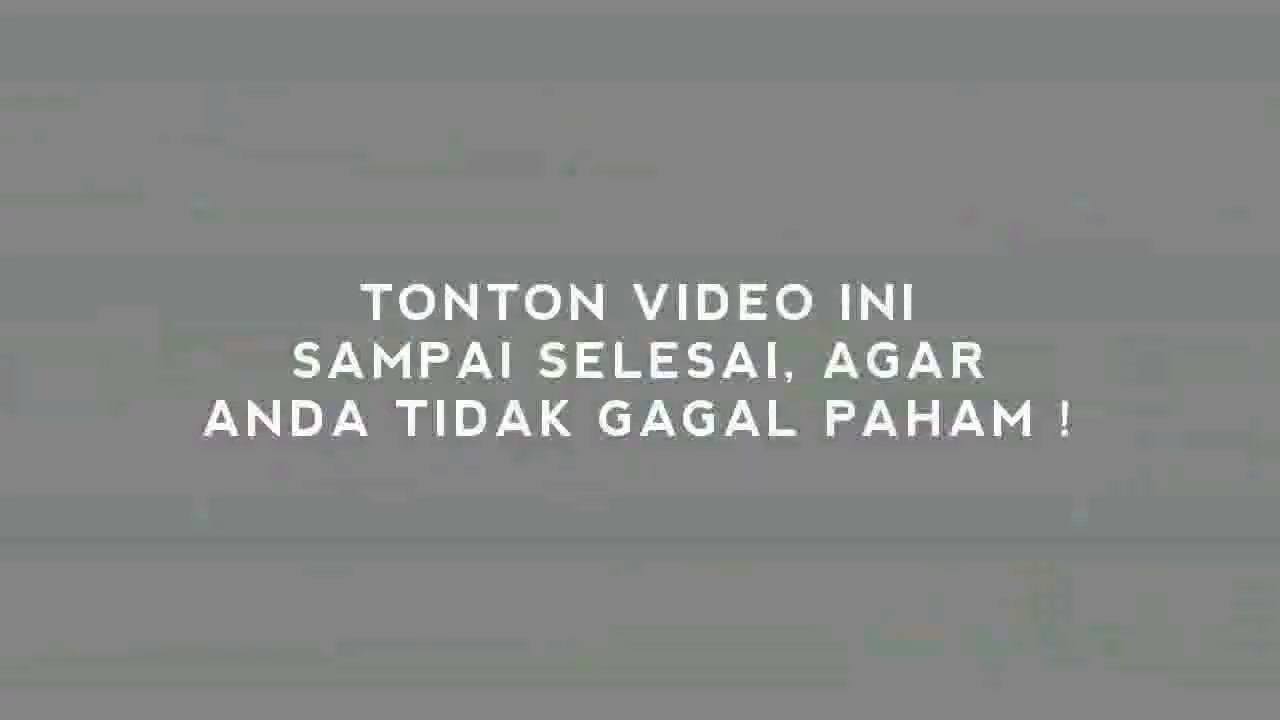 TONTON VIDEO INI
SAMPAI SELESAI, AGAR
ANDA TIDAK GAGAL PAHAM !